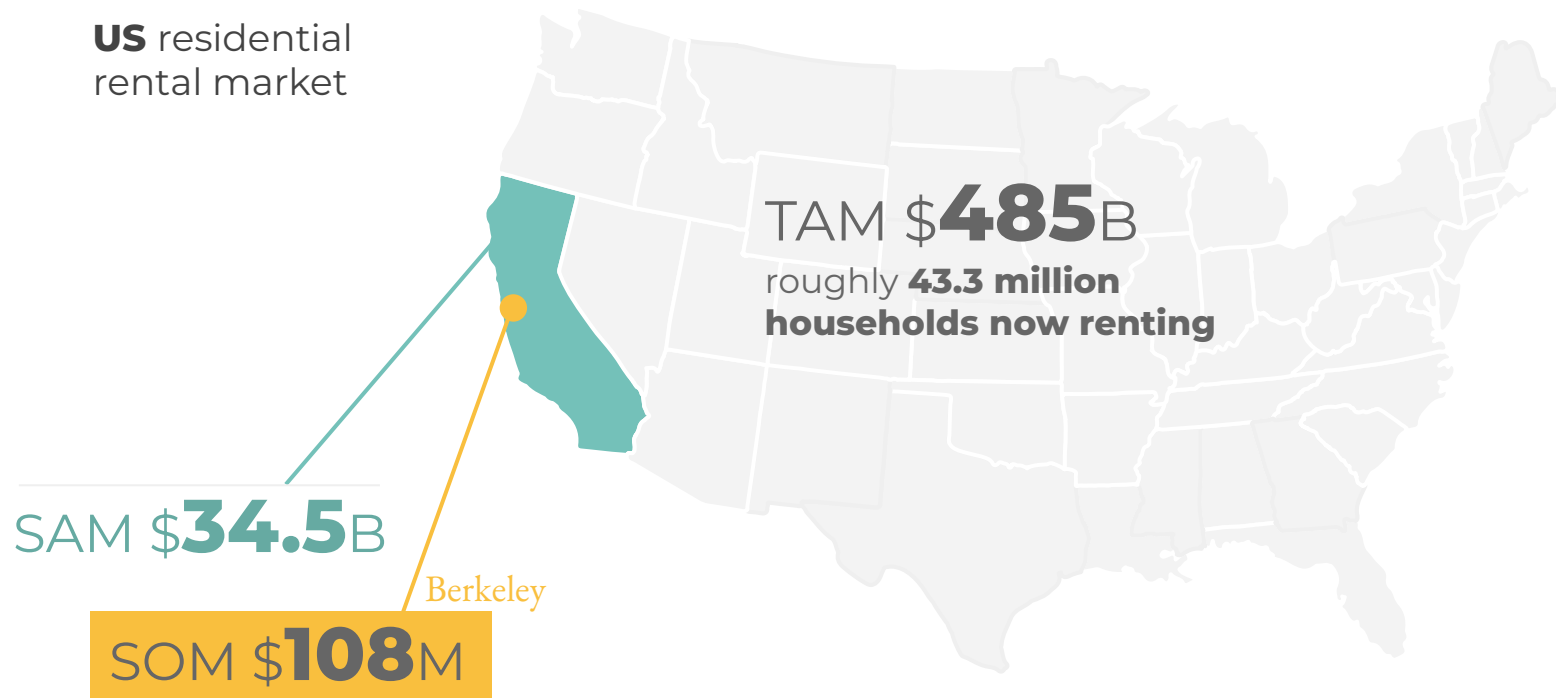 US residential
rental market
TAM $485B
roughly 43.3 million
households now renting
SAM $34.5B
Berkeley
SOM $108M